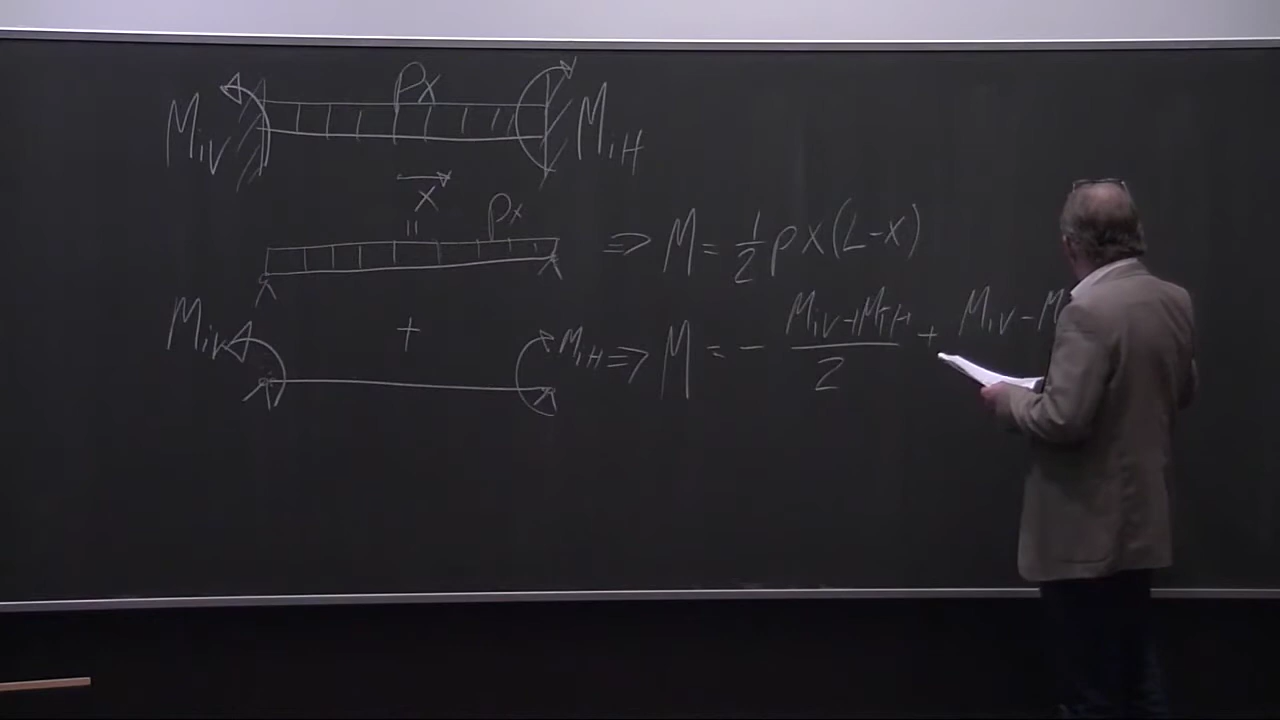 M_iV Px M_iH
x
" Px ⇒ M = 1/2 p x (L-x)
M_iV + M_iH ⇒ M = - (M_iV + M_iH)/2 + M_iV - M